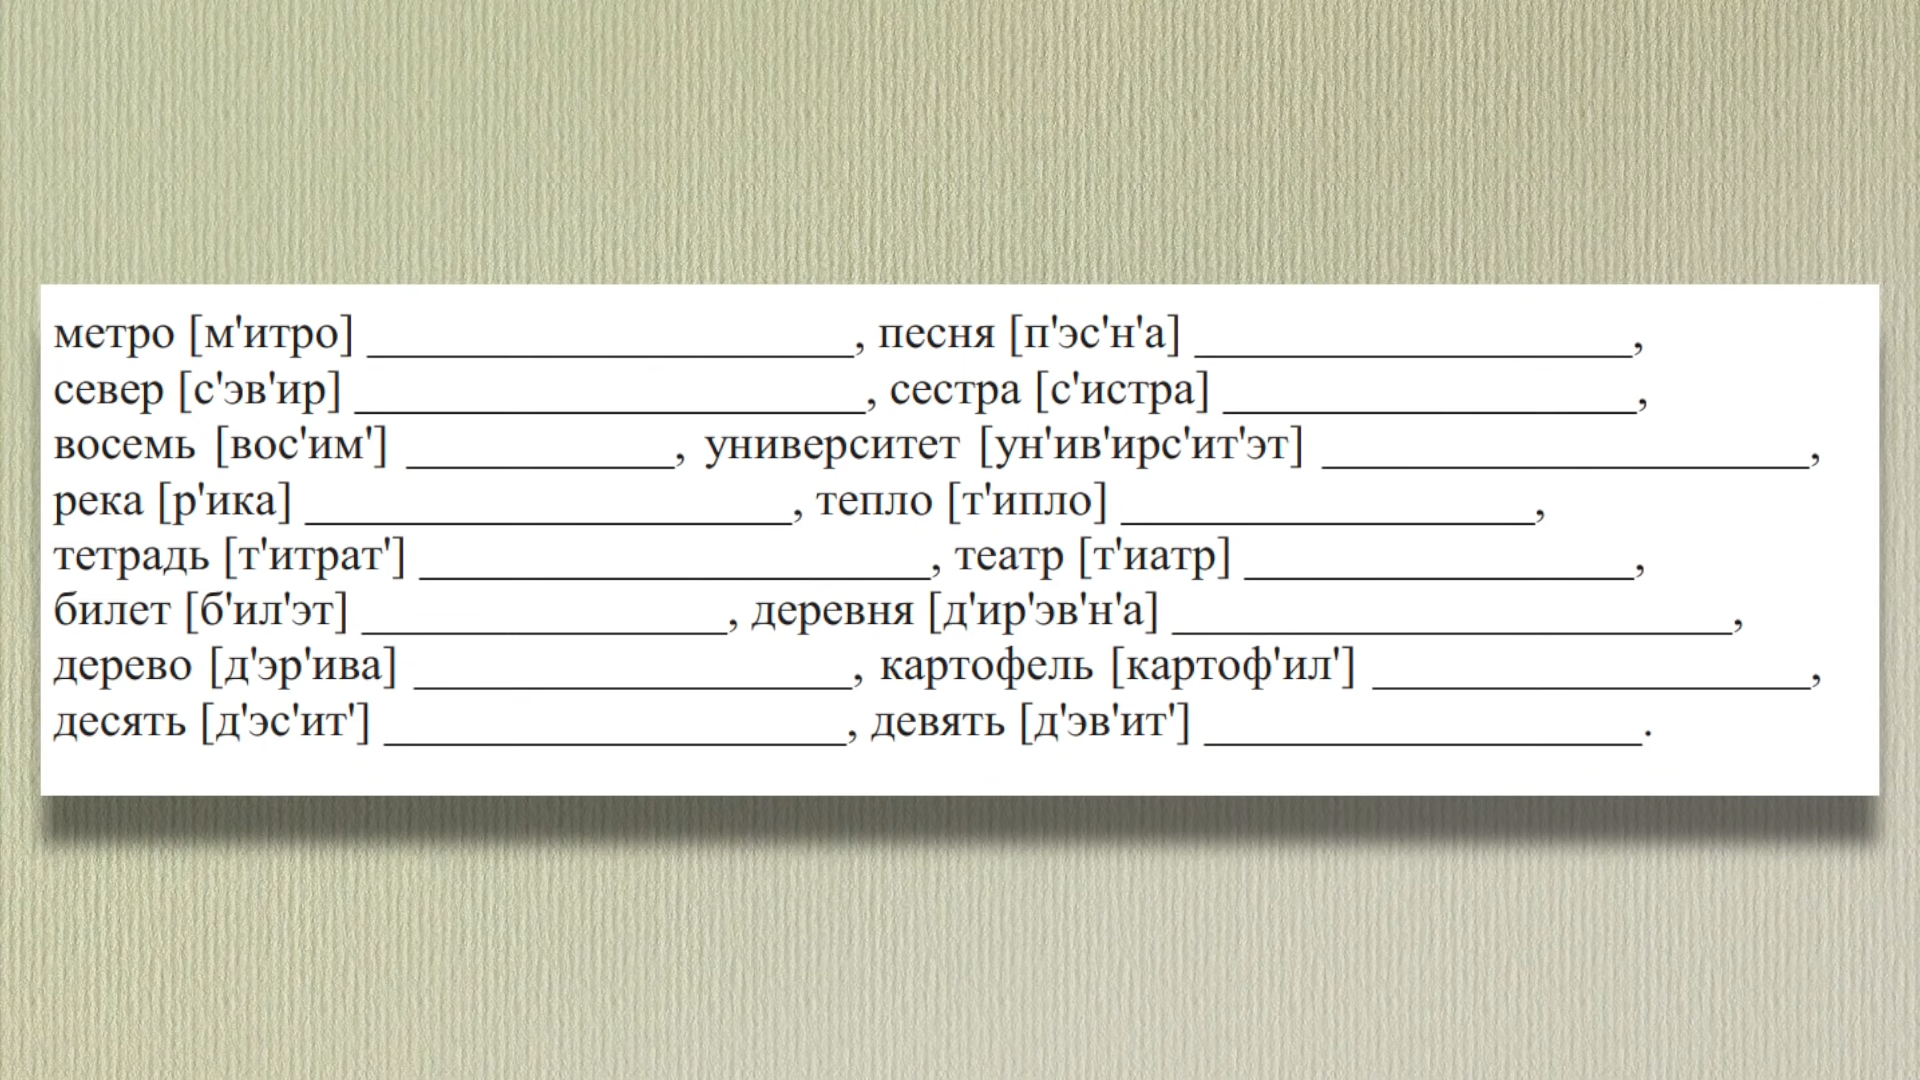 метро [м'итро] ____________________, песня [п'эс'н'а] __________________,
север [с'эв'ир] _____________________, сестра [с'истра] _________________,
восемь [вос'им'] ___________, университет [ун'ив'ирс'ит'эт] ____________________,
река [р'ика] ____________________, тепло [т'ипло] _________________,
тетрадь [т'итрат'] _____________________, театр [т'иатр] ________________,
билет [б'ил'эт] _______________, деревня [д'ир'эв'н'а] _______________________,
дерево [д'эр'ива] __________________, картофель [картоф'ил'] __________________,
десять [д'эс'ит'] ___________________, девять [д'эв'ит'] __________________.